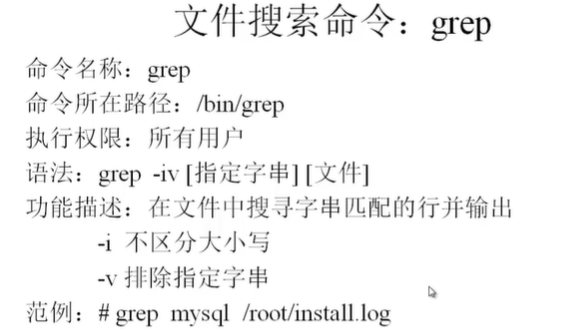 文件搜索命令：grep
命令名称：grep
命令所在路径：/bin/grep
执行权限：所有用户
语法：grep -iv [指定字串] [文件]
功能描述：在文件中搜寻字串匹配的行并输出
-i 不区分大小写
-v 排除指定字串
范例：# grep mysql /root/install.log